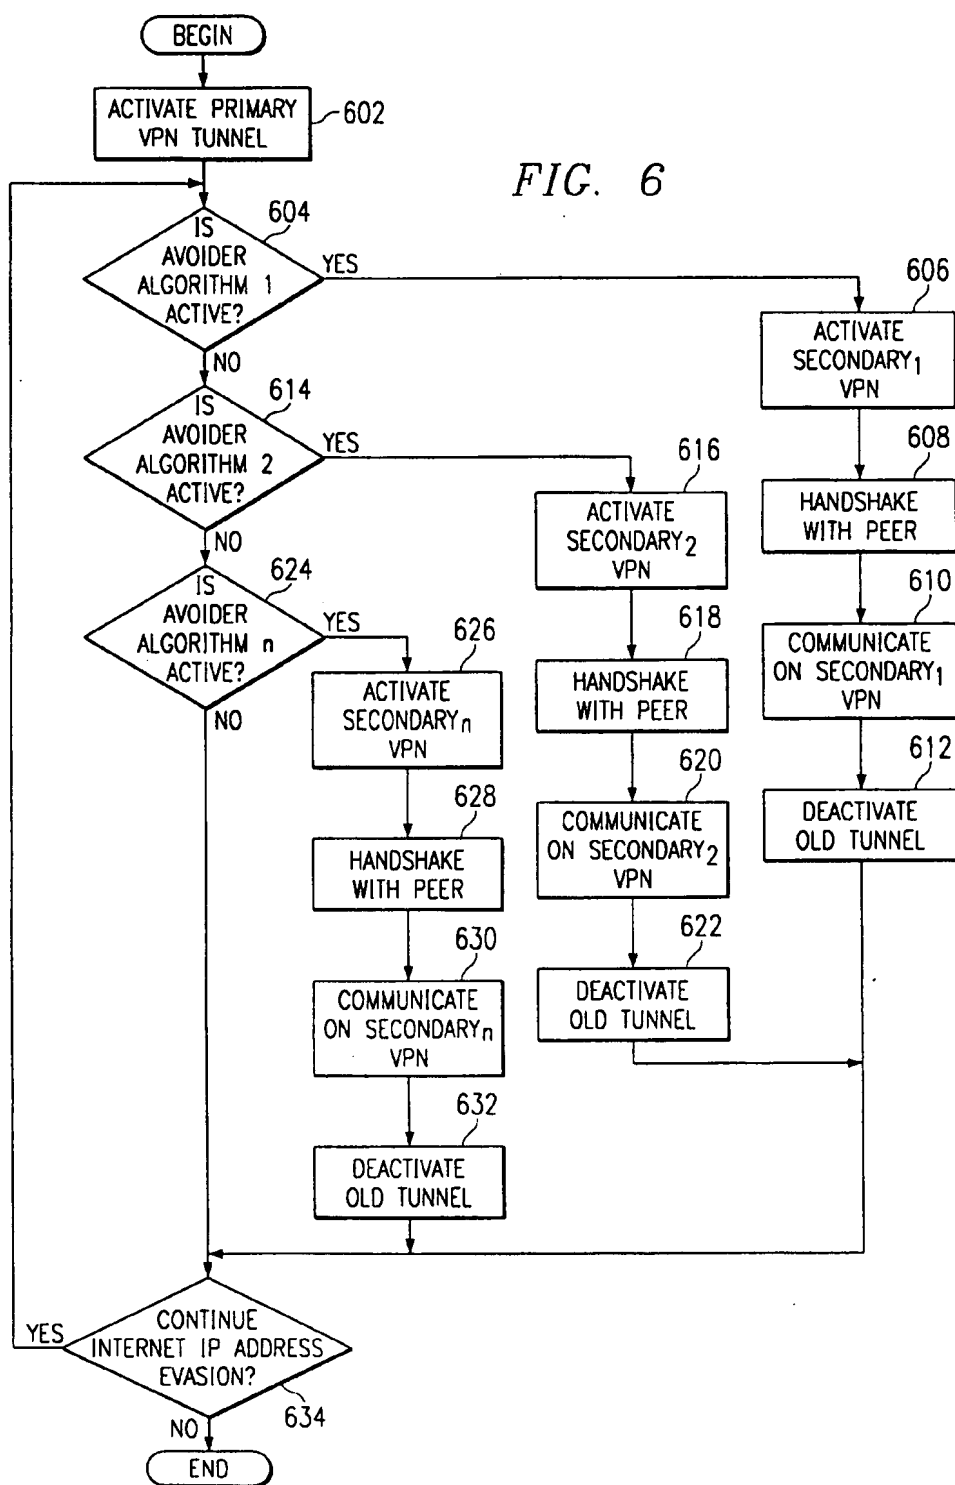 BEGIN
ACTIVATE PRIMARY
VPN TUNNEL
602
FIG. 6
604
IS
AVOIDER
ALGORITHM 1
ACTIVE?
YES
NO
606
ACTIVATE
SECONDARY1
VPN
608
HANDSHAKE
WITH PEER
610
COMMUNICATE
ON SECONDARY1
VPN
612
DEACTIVATE
OLD TUNNEL
614
IS
AVOIDER
ALGORITHM 2
ACTIVE?
YES
NO
616
ACTIVATE
SECONDARY2
VPN
618
HANDSHAKE
WITH PEER
620
COMMUNICATE
ON SECONDARY2
VPN
622
DEACTIVATE
OLD TUNNEL
624
IS
AVOIDER
ALGORITHM n
ACTIVE?
YES
NO
626
ACTIVATE
SECONDARYn
VPN
628
HANDSHAKE
WITH PEER
630
COMMUNICATE
ON SECONDARYn
VPN
632
DEACTIVATE
OLD TUNNEL
CONTINUE
INTERNET IP ADDRESS
EVASION?
YES
634
NO
END